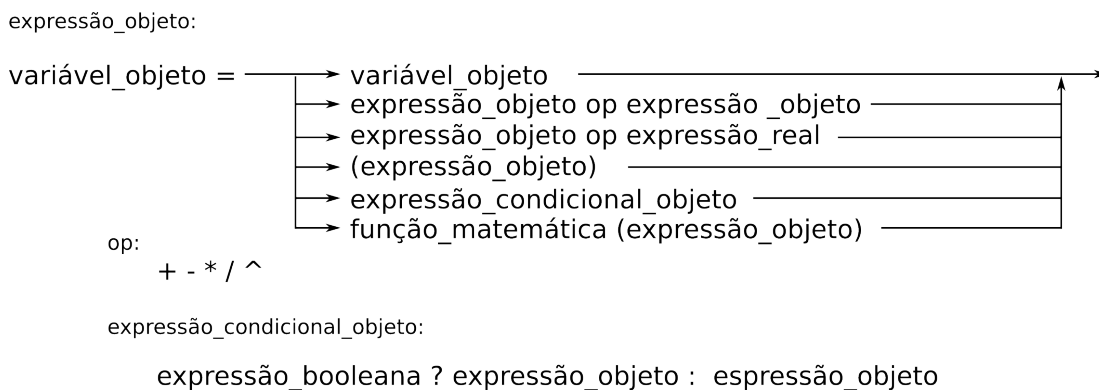 expressão_objeto:
variável_objeto = variável_objeto
expressão_objeto op expressão _objeto
expressão_objeto op expressão_real
(expressão_objeto)
expressão_condicional_objeto
função_matemática (expressão_objeto)
op:
+ - * / ^
expressão_condicional_objeto:
expressão_booleana ? expressão_objeto : espressão_objeto